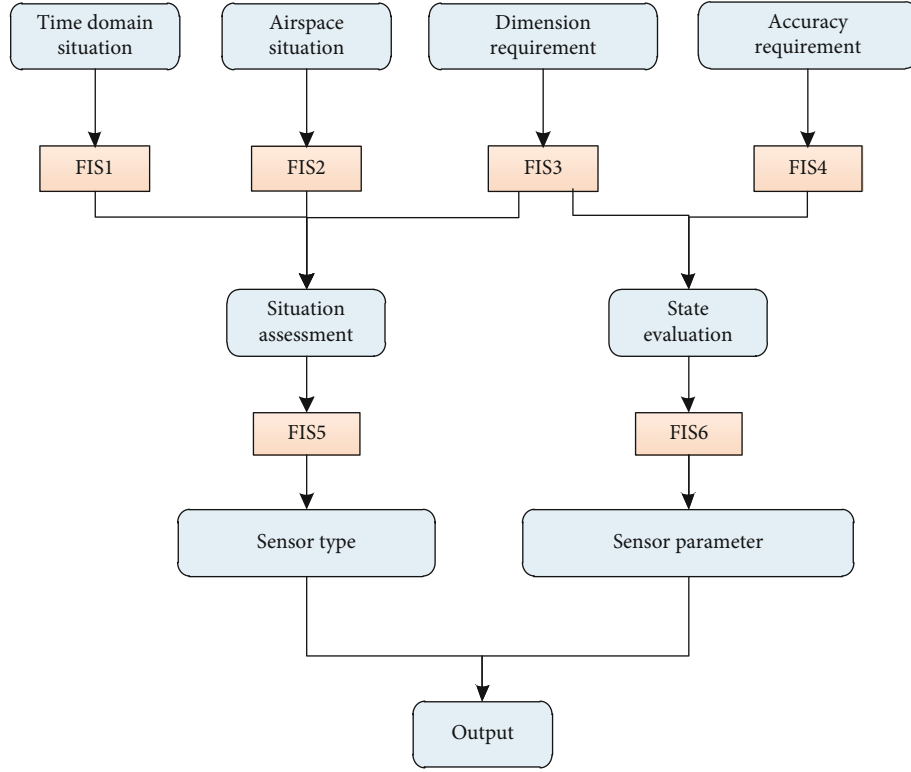 Time domain
situation
Airspace
situation
Dimension
requirement
Accuracy
requirement
FIS1
FIS2
FIS3
FIS4
Situation
assessment
State
evaluation
FIS5
FIS6
Sensor type
Sensor parameter
Output